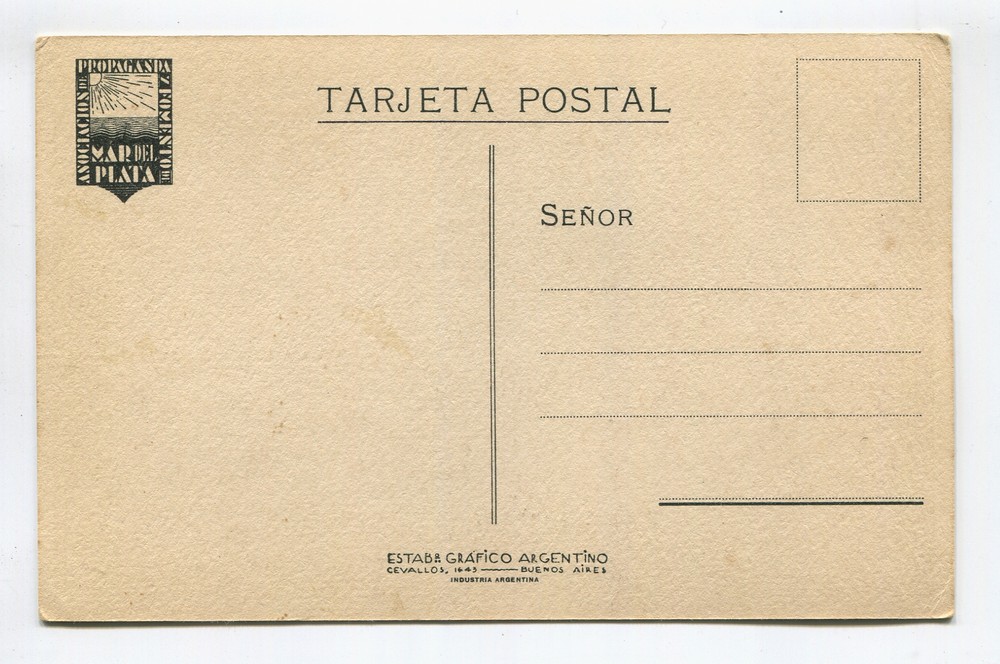 ASOCIACION DE PROPAGANDA Y FOMENTO DE
MAR DEL
PLATA
TARJETA POSTAL
SEÑOR
ESTABº. GRÁFICO ARGENTINO
CEVALLOS, 1645 — BUENOS AIRES
INDUSTRIA ARGENTINA